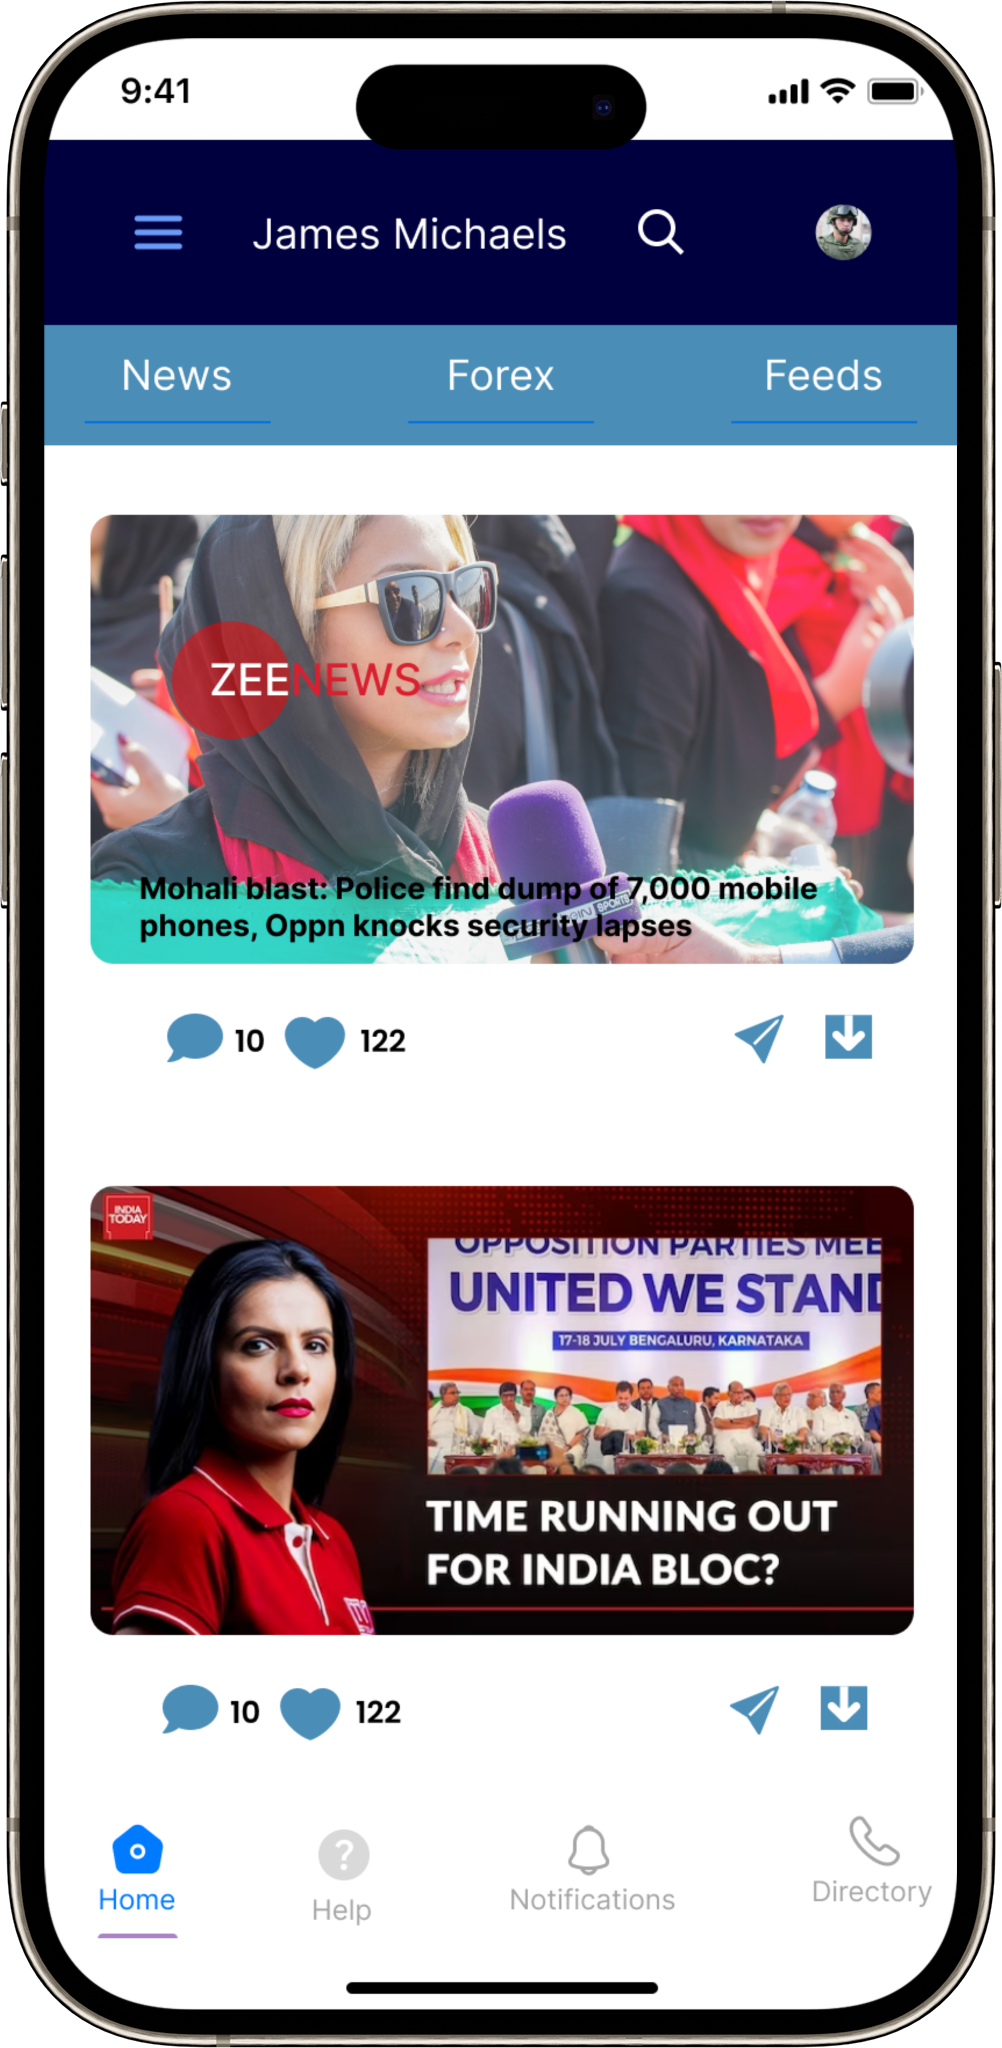 9:41
James Michaels
News
Forex
Feeds
ZEENEWS
Mohali blast: Police find dump of 7,000 mobile
phones, Oppn knocks security lapses
SPORTS
10
122
INDIA
TODAY
OPPOSITION PARTIES MEE
UNITED WE STAND
17-18 JULY BENGALURU, KARNATAKA
TIME RUNNING OUT
FOR INDIA BLOC?
10
122
Home
Help
Notifications
Directory